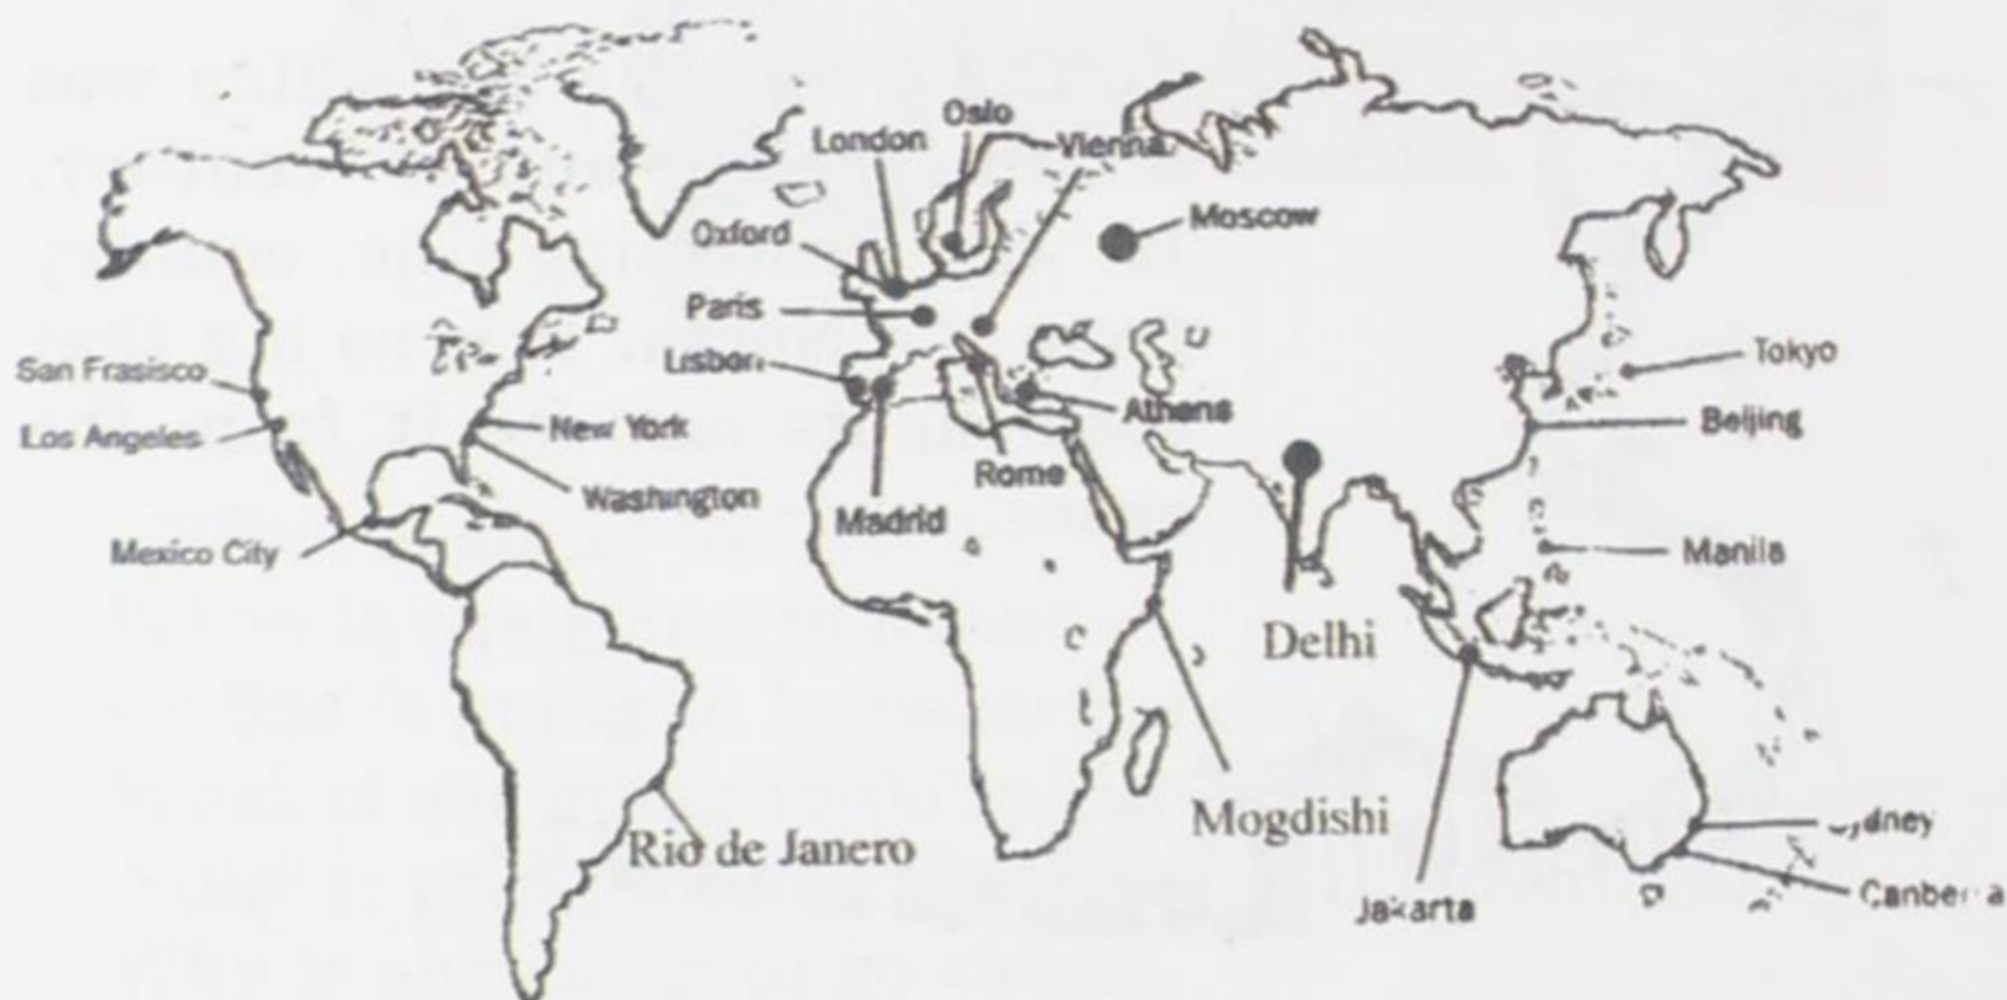 Oslo
London
Vienna
Oxford
Moscow
Paris
Lisbon
San Frasisco
Los Angeles
New York
Washington
Mexico City
Athens
Rome
Madrid
Tokyo
Beijing
Manila
Delhi
Mogdishi
Rio de Janero
Jakarta
Canberra